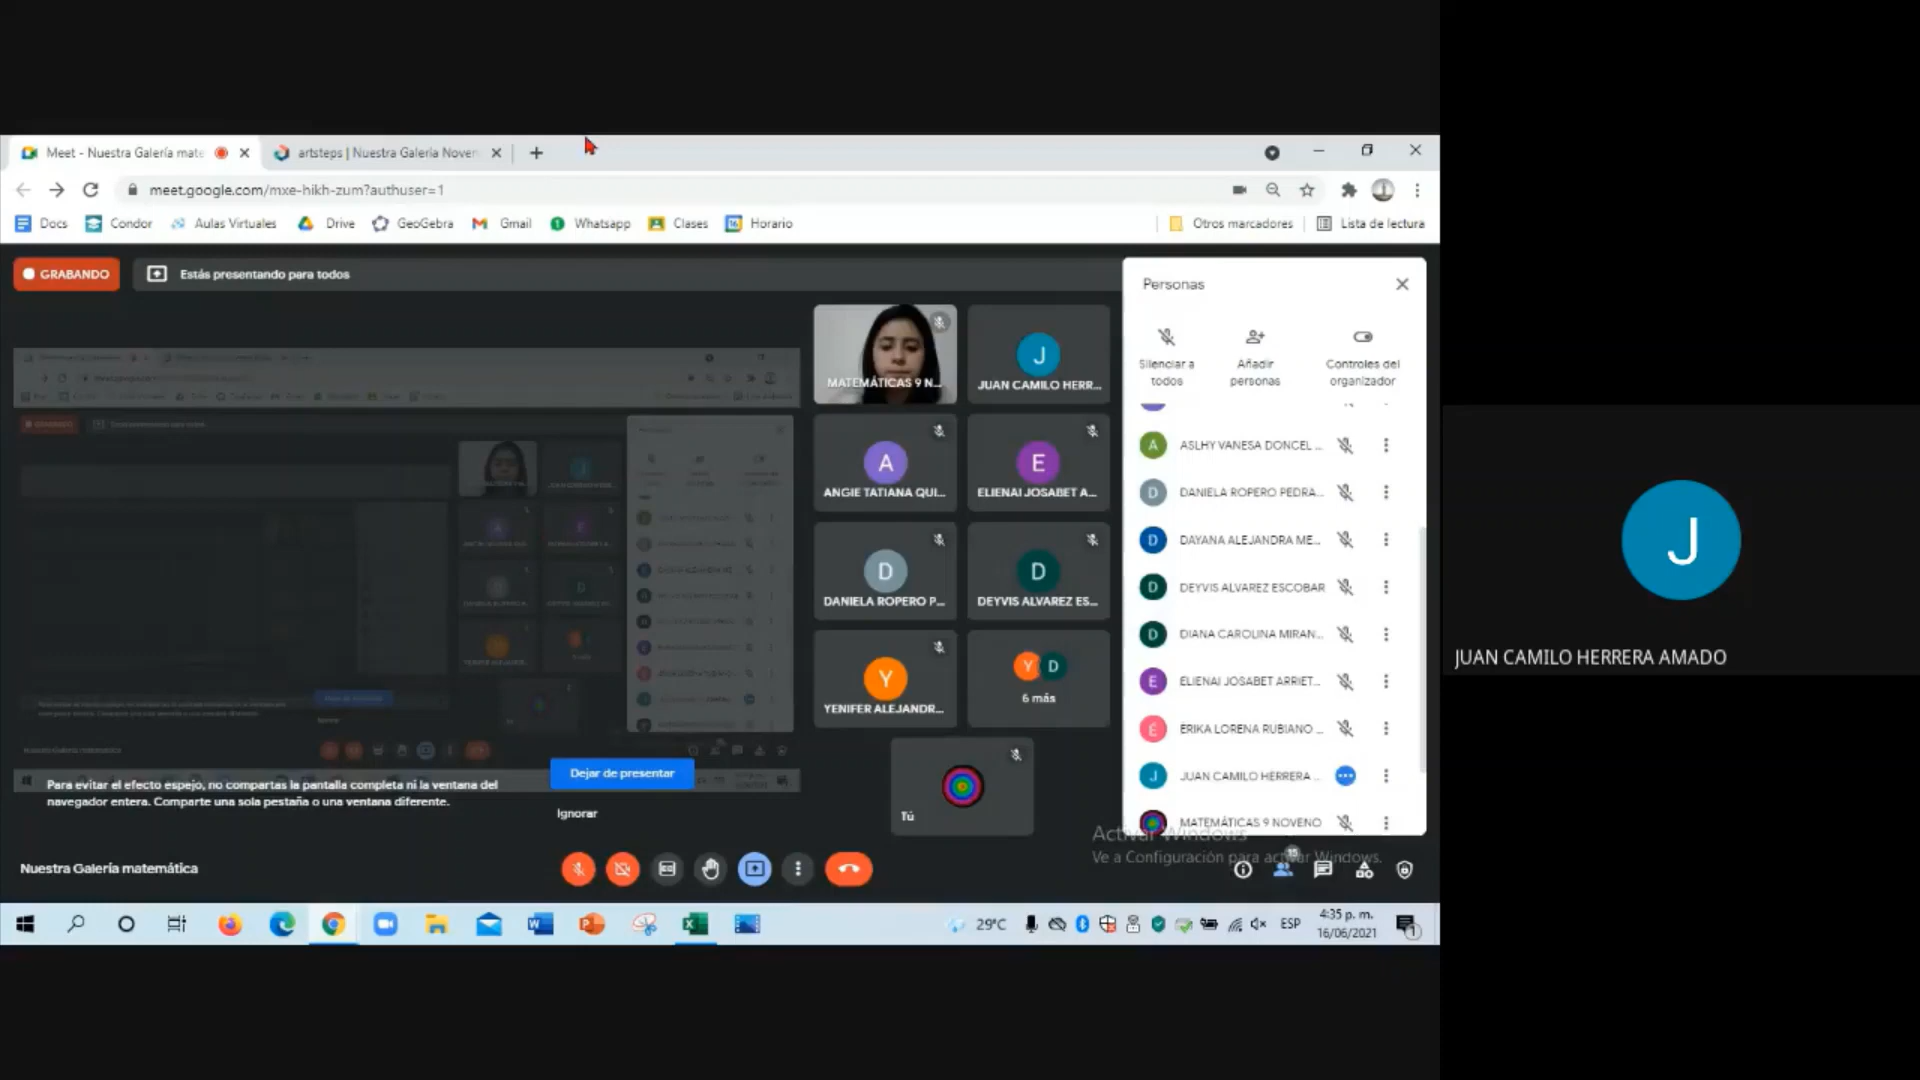 Meet - Nuestra Galería mate
artsteps | Nuestra Galería Noven
meet.google.com/mxe-hikh-zum?authuser=1
Docs
Condor
Aulas Virtuales
Drive
GeoGebra
Gmail
Whatsapp
Clases
Horario
Otros marcadores
Lista de lectura
GRABANDO
Estás presentando para todos
Personas
Silenciar a
todos
Añadir
personas
Controles del
organizador
MATEMÁTICAS 9 N...
JUAN CAMILO HERR...
ANGIE TATIANA QUI...
ELIENAI JOSABET A...
DANIELA ROPERO P...
DEYVIS ALVAREZ ES...
YENIFER ALEJANDR...
6 más
Tú
A ASLHY VANESA DONCEL ...
D DANIELA ROPERO PEDRA...
D DAYANA ALEJANDRA ME...
D DEYVIS ALVAREZ ESCOBAR
D DIANA CAROLINA MIRAN...
E ELIENAI JOSABET ARRIET...
E ERIKA LORENA RUBIANO ...
J JUAN CAMILO HERRERA ...
MATEMÁTICAS 9 NOVENO
Para evitar el efecto espejo, no compartas la pantalla completa ni la ventana del
navegador entera. Comparte una sola pestaña o una ventana diferente.
Dejar de presentar
Ignorar
Activar Windows
Ve a Configuración para activar Windows.
Nuestra Galería matemática
15
29°C
ESP
4:35 p. m.
16/06/2021
1
J
JUAN CAMILO HERRERA AMADO